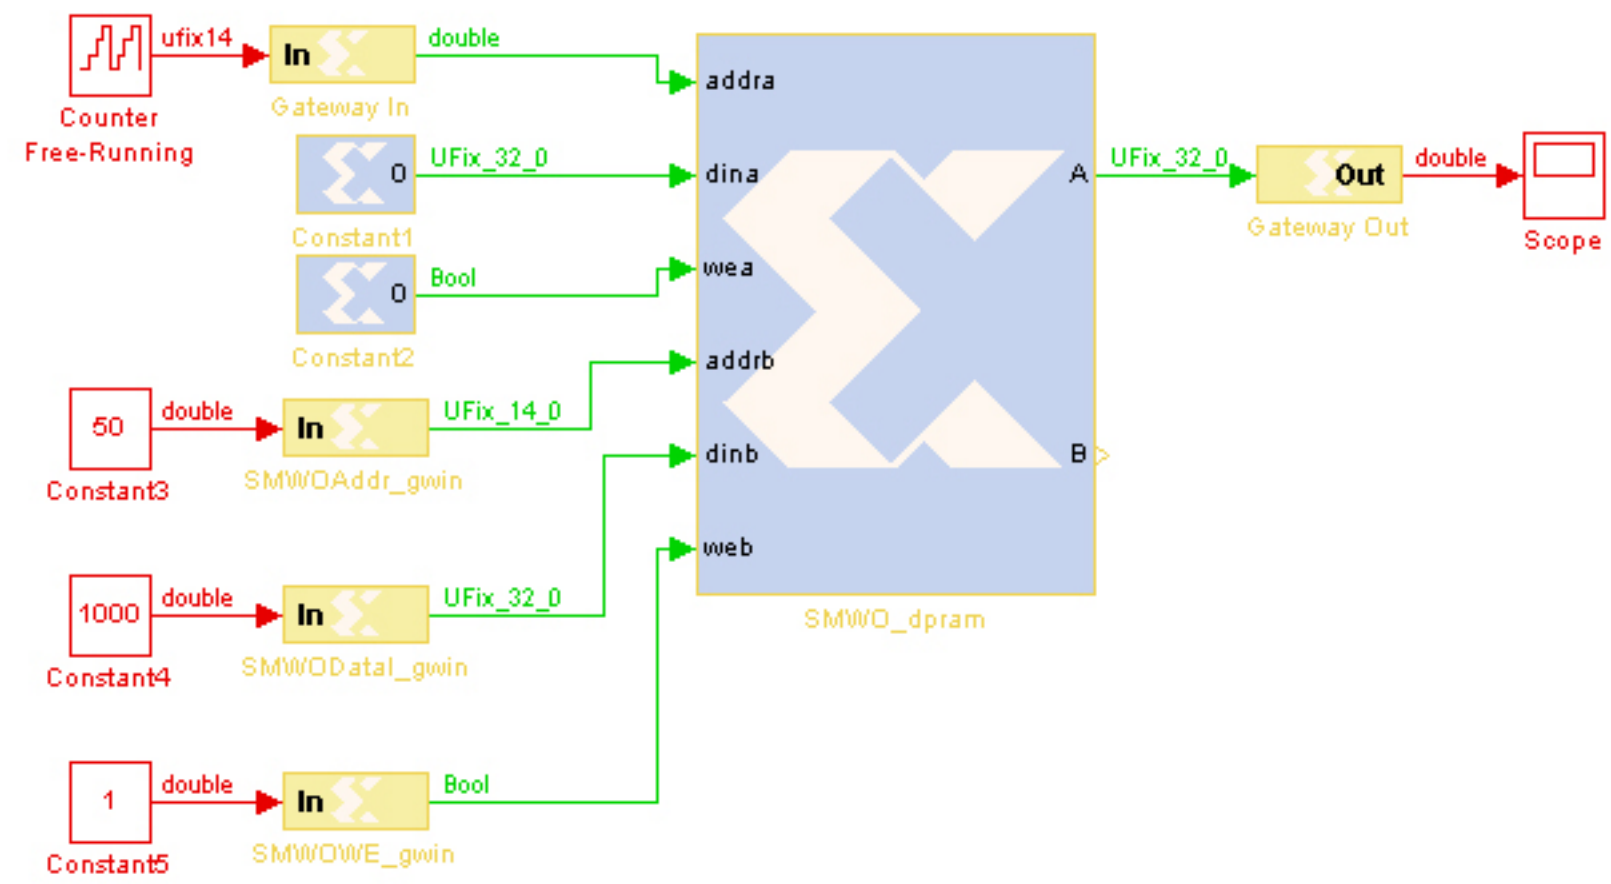 ufix14
In
double
Counter
Free-Running
Gateway In
addra
0
UFix_32_0
dina
Constant1
0
Bool
wea
Constant2
A
UFix_32_0
Out
double
Gateway Out
Scope
50
double
In
UFix_14_0
addrb
Constant3
SMWOAddr_gwin
dinb
B
1000
double
In
UFix_32_0
web
Constant4
SMWODataI_gwin
SMWO_dpram
1
double
In
Bool
Constant5
SMWOWE_gwin